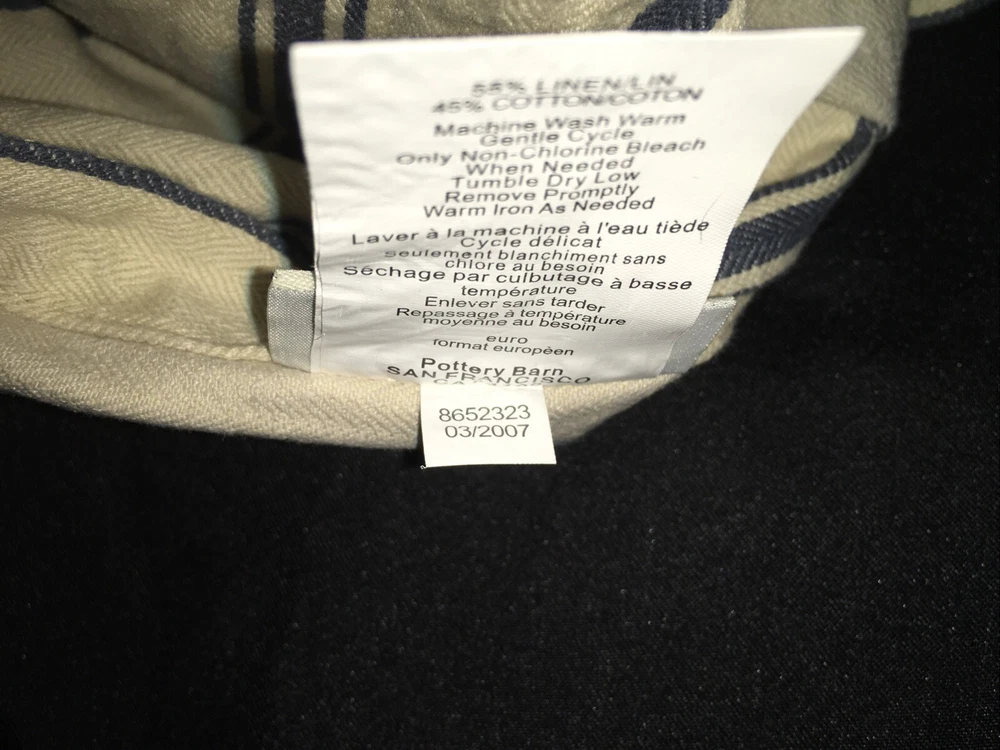 55% LINEN/LIN
45% COTTON/COTON
Machine Wash Warm
Gentle Cycle
Only Non-Chlorine Bleach
When Needed
Tumble Dry Low
Remove Promptly
Warm Iron As Needed
Laver à la machine à l'eau tiède
Cycle délicat
seulement blanchiment sans
chlore au besoin
Séchage par culbutage à basse
température
Enlever sans tarder
Repassage à température
moyenne au besoin
euro
format europèen
Pottery Barn
SAN FRANCISCO
8652323
03/2007